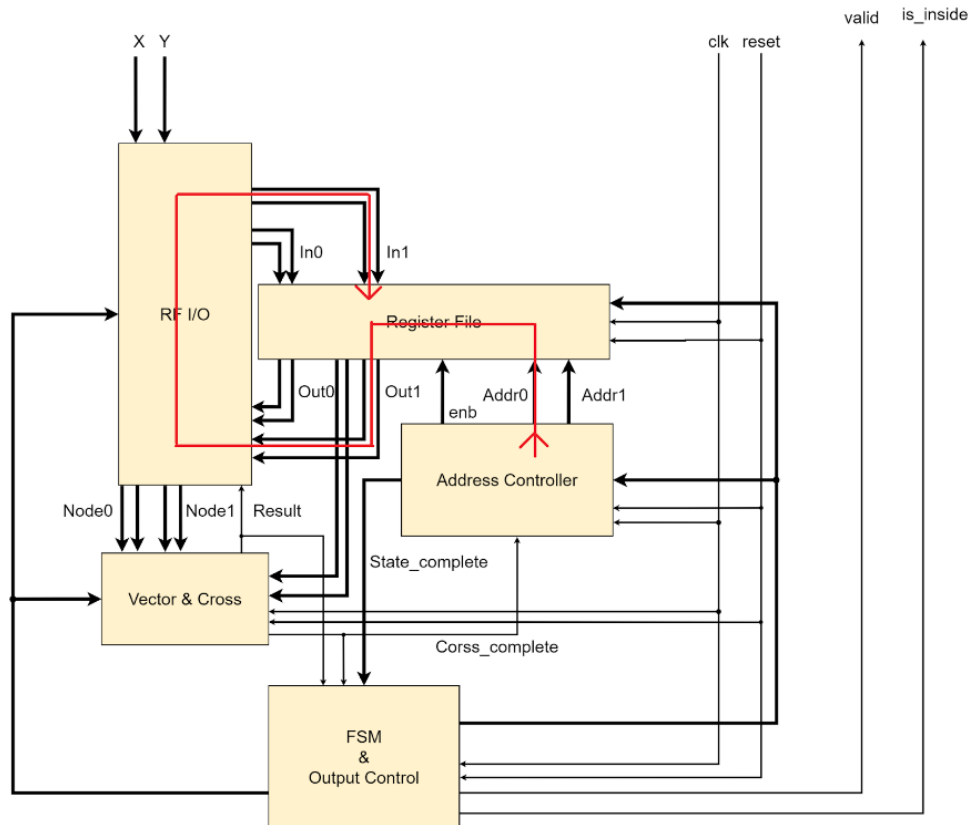 valid
is_inside
X
Y
clk
reset
In0
In1
RF I/O
Register File
Out0
Out1
enb
Addr0
Addr1
Address Controller
Node0
Node1
Result
State_complete
Vector & Cross
Corss_complete
FSM
&
Output Control